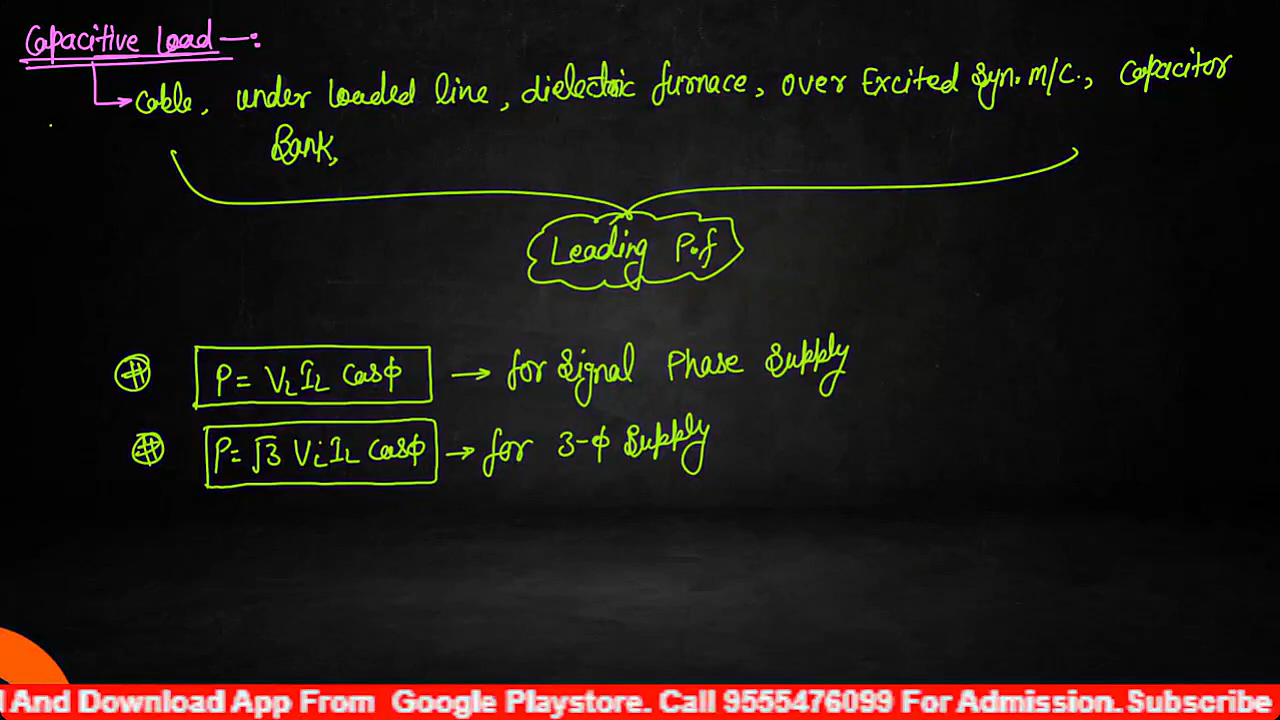 Capacitive Load —:
→ Cable, under Loaded line, dielectric furnace, over Excited Syn. M/C., Capacitor
Bank,
Leading P.f
# P = VL IL Cosϕ → for Signal Phase Supply
# P = √3 VL IL Cosϕ → for 3-ϕ Supply
And Download App From Google Playstore. Call 9555476099 For Admission. Subscribe